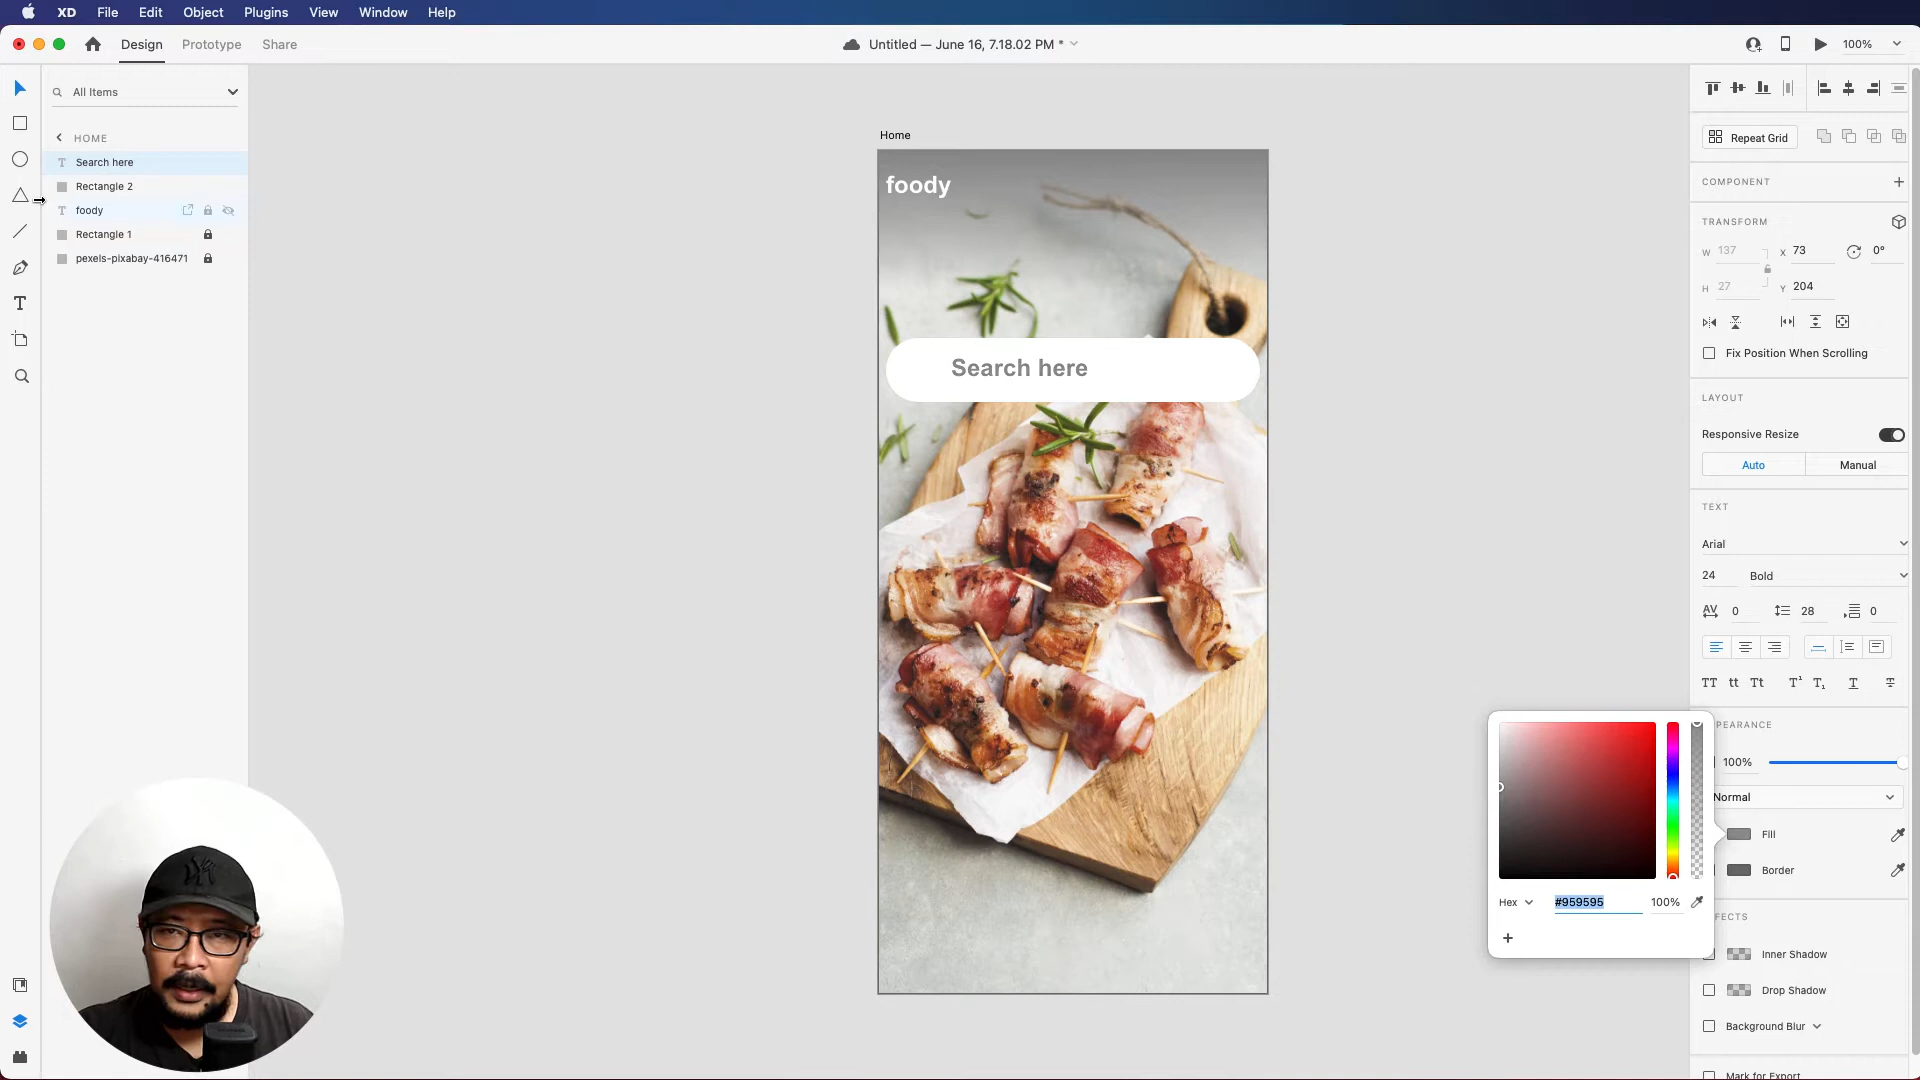 XD File Edit Object Plugins View Window Help
Design Prototype Share
Untitled — June 16, 7.18.02 PM *
100%
All Items
HOME
Search here
Rectangle 2
foody
Rectangle 1
pexels-pixabay-416471
Home
foody
Search here
Repeat Grid
COMPONENT
TRANSFORM
W 137 X 73 0°
H 27 Y 204
Fix Position When Scrolling
LAYOUT
Responsive Resize
Auto Manual
TEXT
Arial
24 Bold
AV 0 28 0
TT tt Tt T¹ T₁ T T
PEARANCE
100%
Normal
Fill
Border
Hex #959595 100%
FFECTS
Inner Shadow
Drop Shadow
Background Blur
Mark for Export